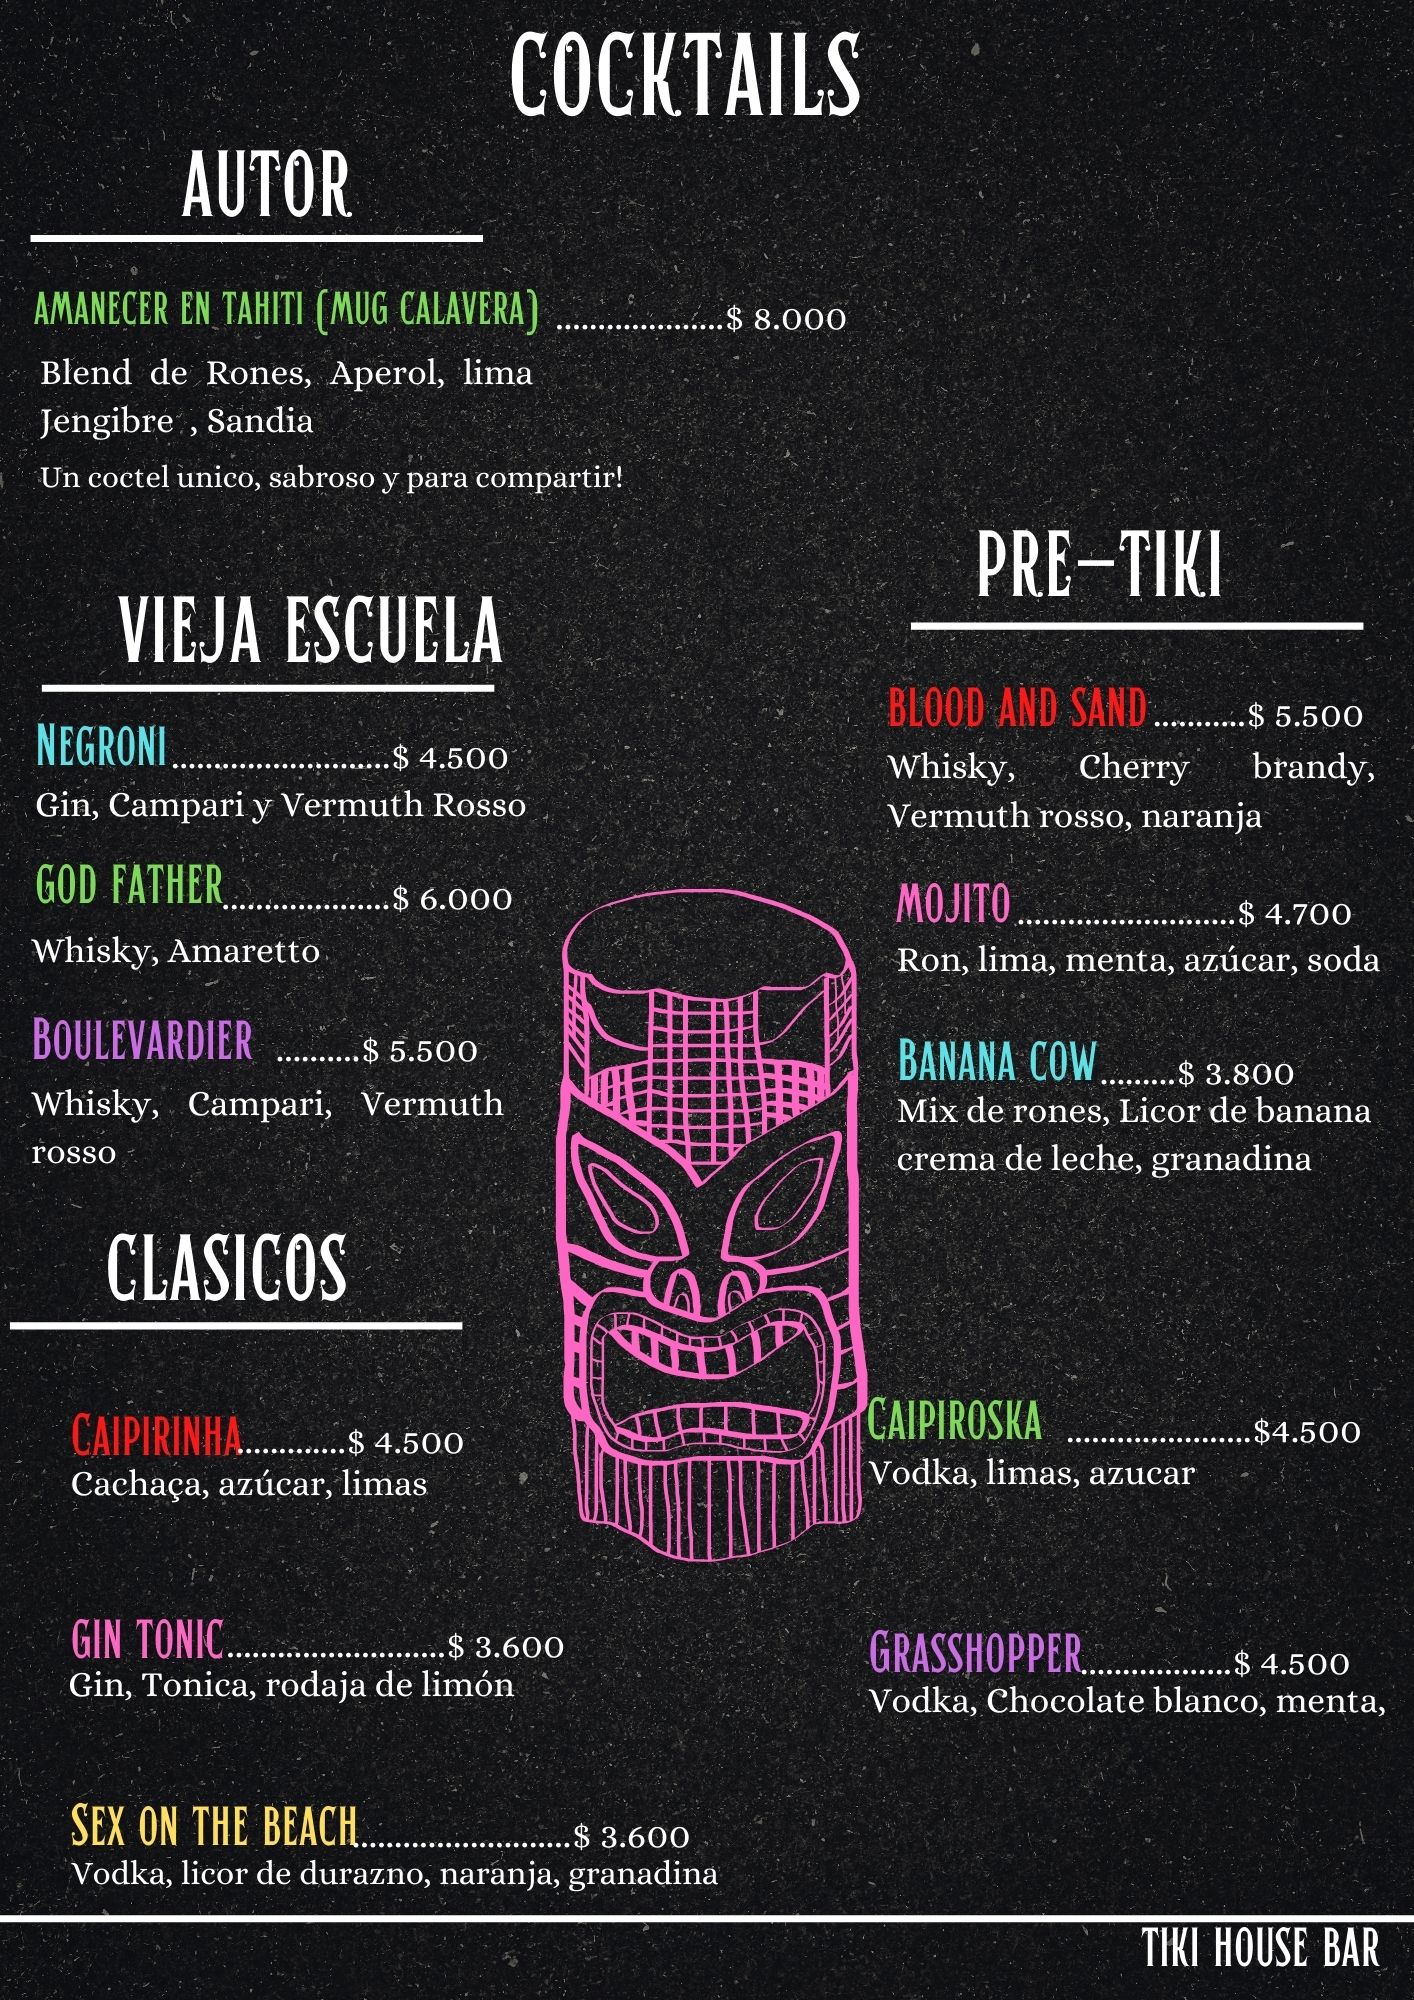 COCKTAILS
AUTOR
AMANECER EN TAHITI (MUG CALAVERA) ....................$ 8.000
Blend de Rones, Aperol, lima
Jengibre , Sandia
Un coctel unico, sabroso y para compartir!
VIEJA ESCUELA
NEGRONI ..........................$ 4.500
Gin, Campari y Vermuth Rosso
GOD FATHER....................$ 6.000
Whisky, Amaretto
BOULEVARDIER ..........$ 5.500
Whisky, Campari, Vermuth
rosso
PRE-TIKI
BLOOD AND SAND ...........$ 5.500
Whisky, Cherry brandy,
Vermuth rosso, naranja
MOJITO ..........................$ 4.700
Ron, lima, menta, azúcar, soda
BANANA COW .........$ 3.800
Mix de rones, Licor de banana
crema de leche, granadina
CLASICOS
CAIPIRINHA.............$ 4.500
Cachaça, azúcar, limas
CAIPIROSKA ......................$4.500
Vodka, limas, azucar
GIN TONIC..........................$ 3.600
Gin, Tonica, rodaja de limón
GRASSHOPPER..................$ 4.500
Vodka, Chocolate blanco, menta,
SEX ON THE BEACH..........................$ 3.600
Vodka, licor de durazno, naranja, granadina
TIKI HOUSE BAR